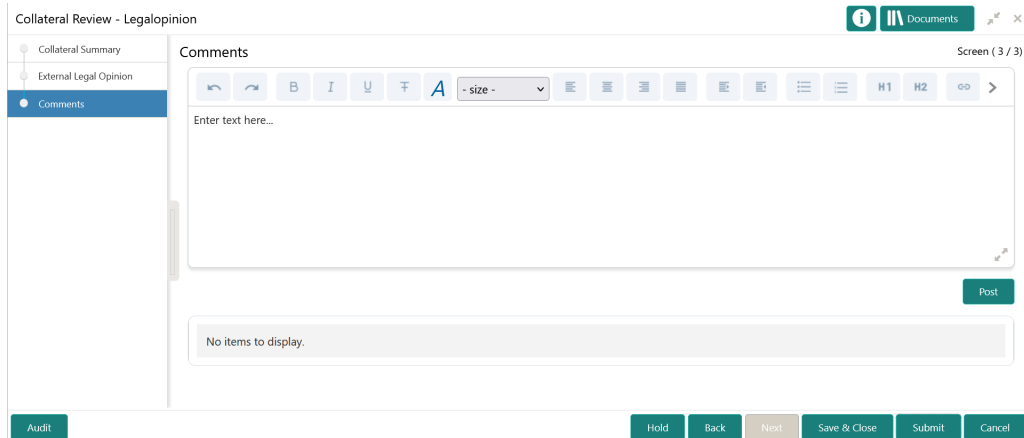 Collateral Review - Legalopinion
Documents
Collateral Summary
External Legal Opinion
Comments
Comments
Screen ( 3 / 3)
B I U T A - size - H1 H2
Enter text here...
Post
No items to display.
Audit
Hold
Back
Next
Save & Close
Submit
Cancel